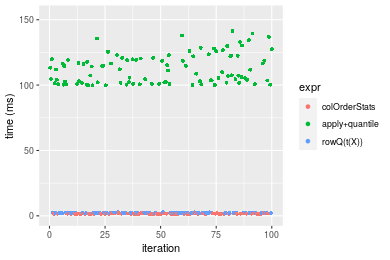 150
100
50
0
time (ms)
0
25
50
75
100
iteration
expr
colOrderStats
apply+quantile
rowQ(t(X))